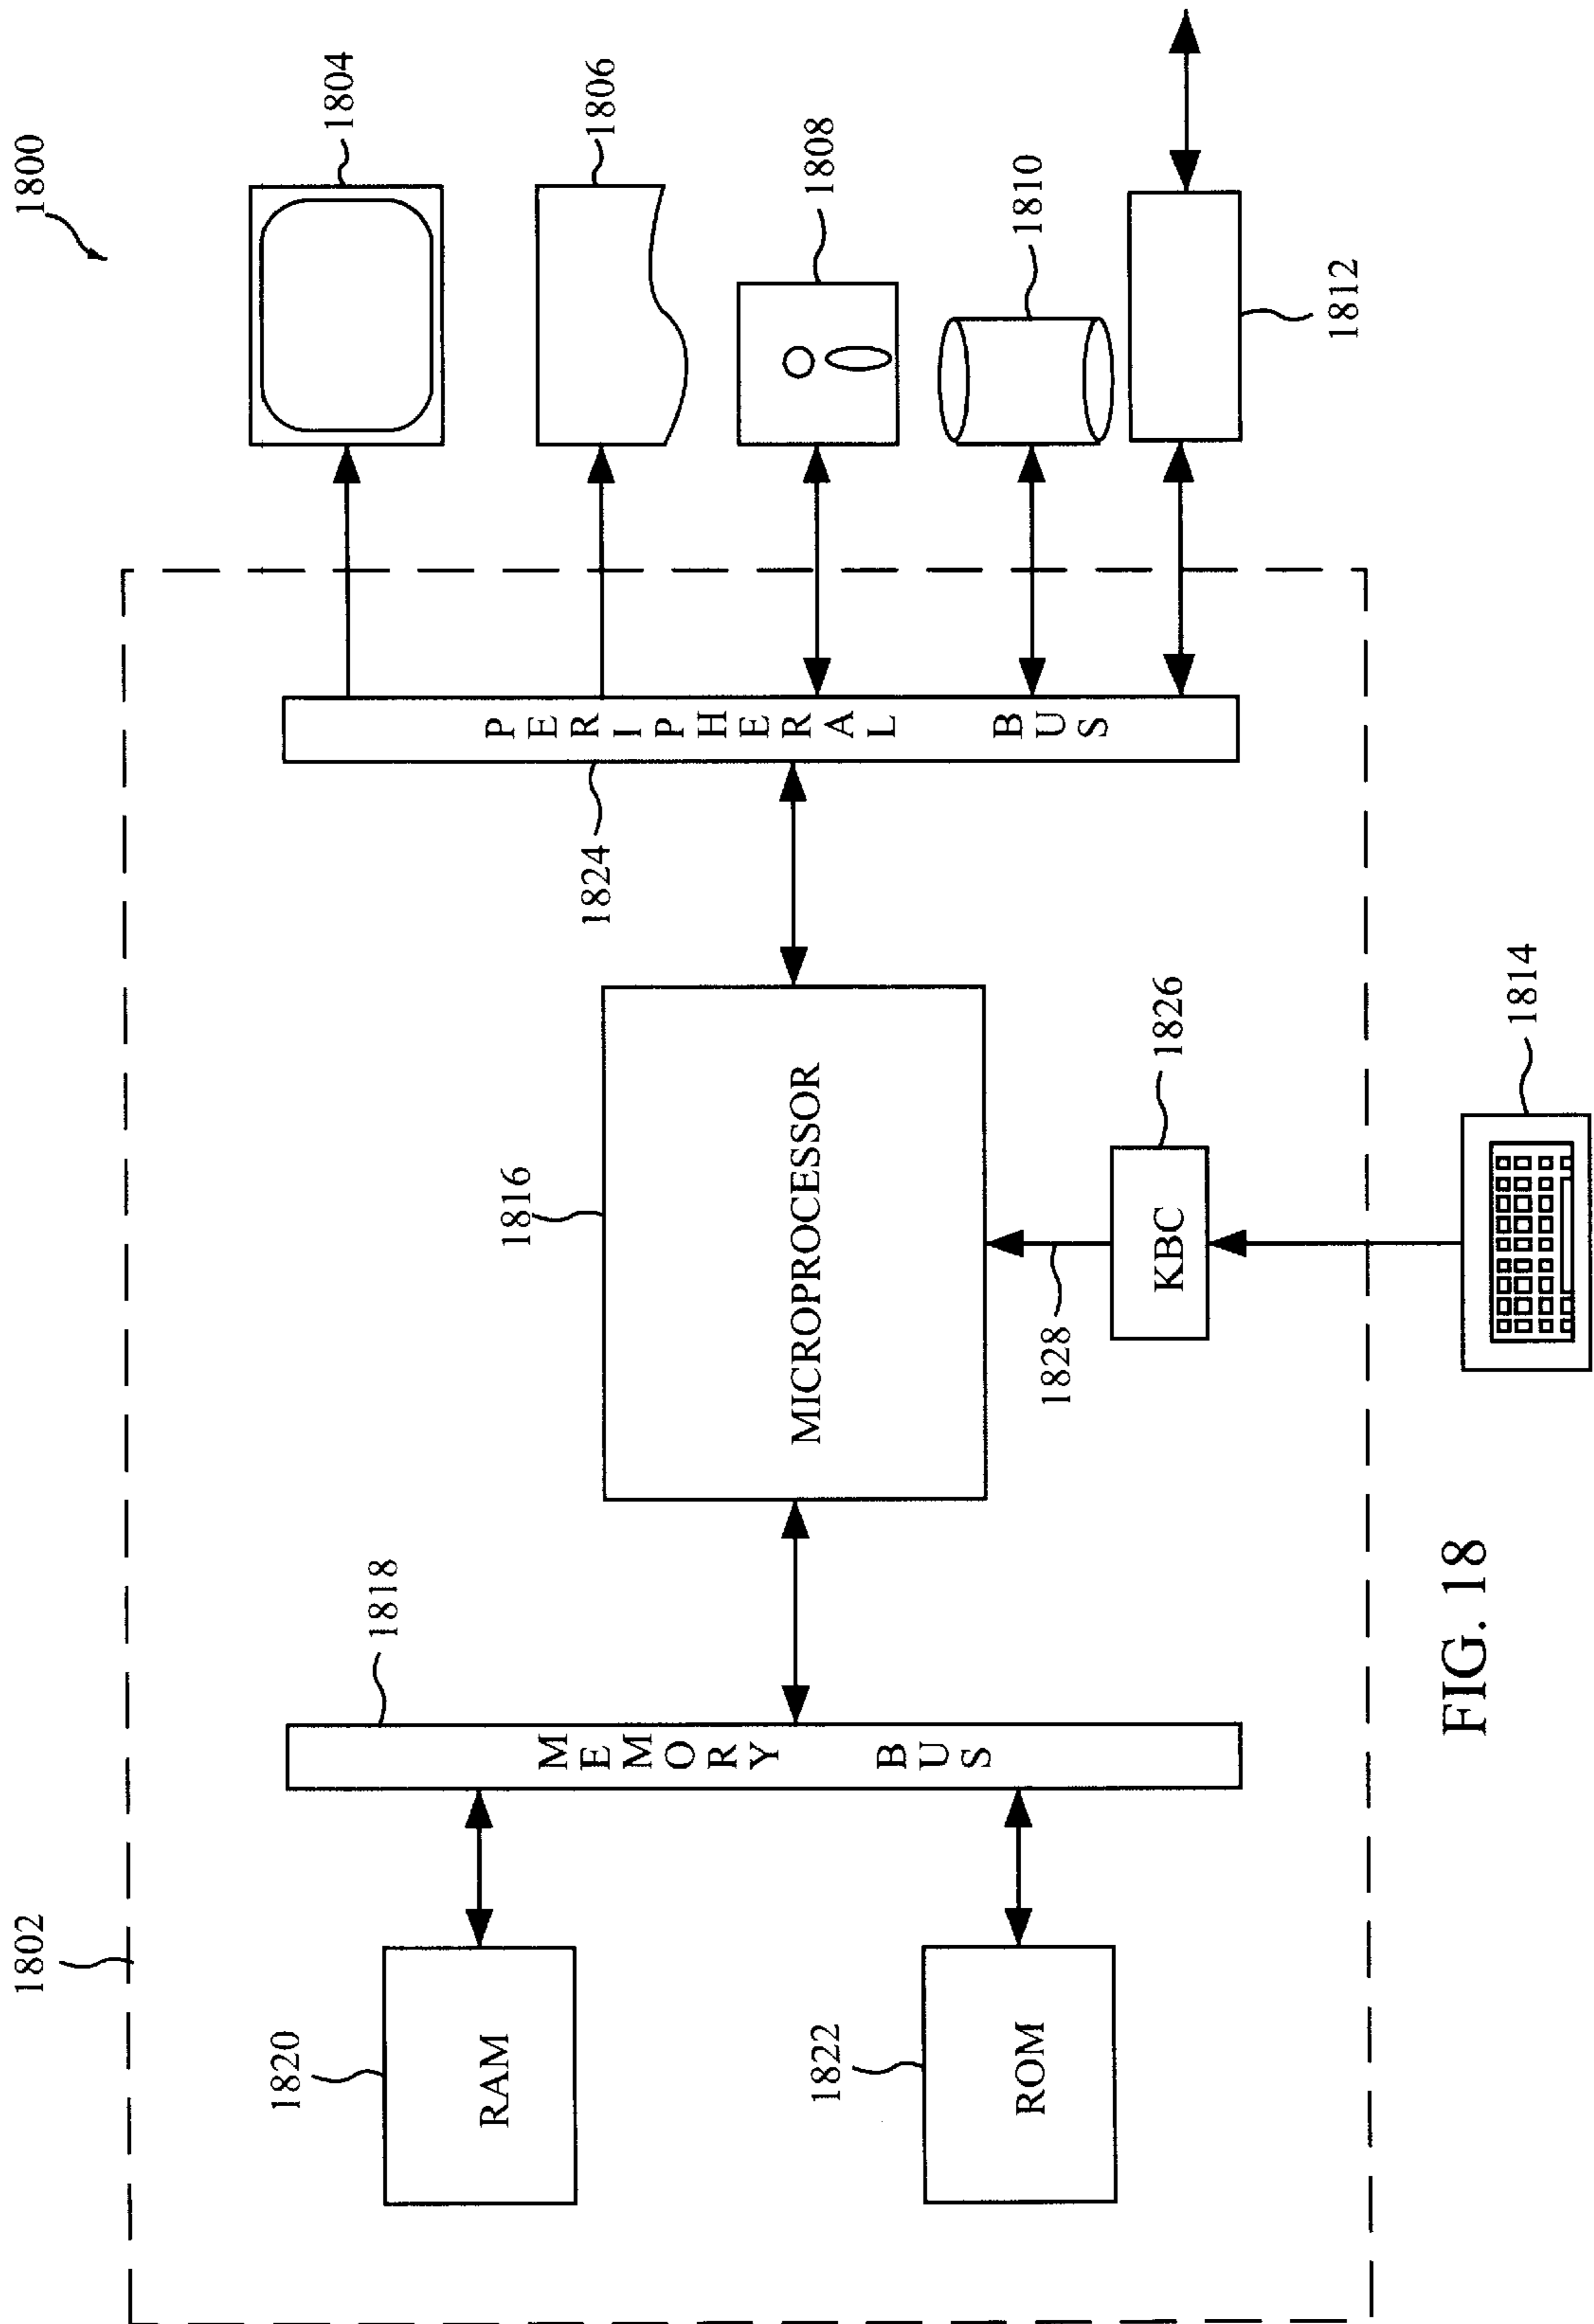 1800
1802
1804
1806
1808
1810
1812
1820
RAM
1822
ROM
1818
MEMORY BUS
1816
MICROPROCESSOR
1824
PERIPHERAL BUS
1828
KBC
1826
1814
FIG. 18